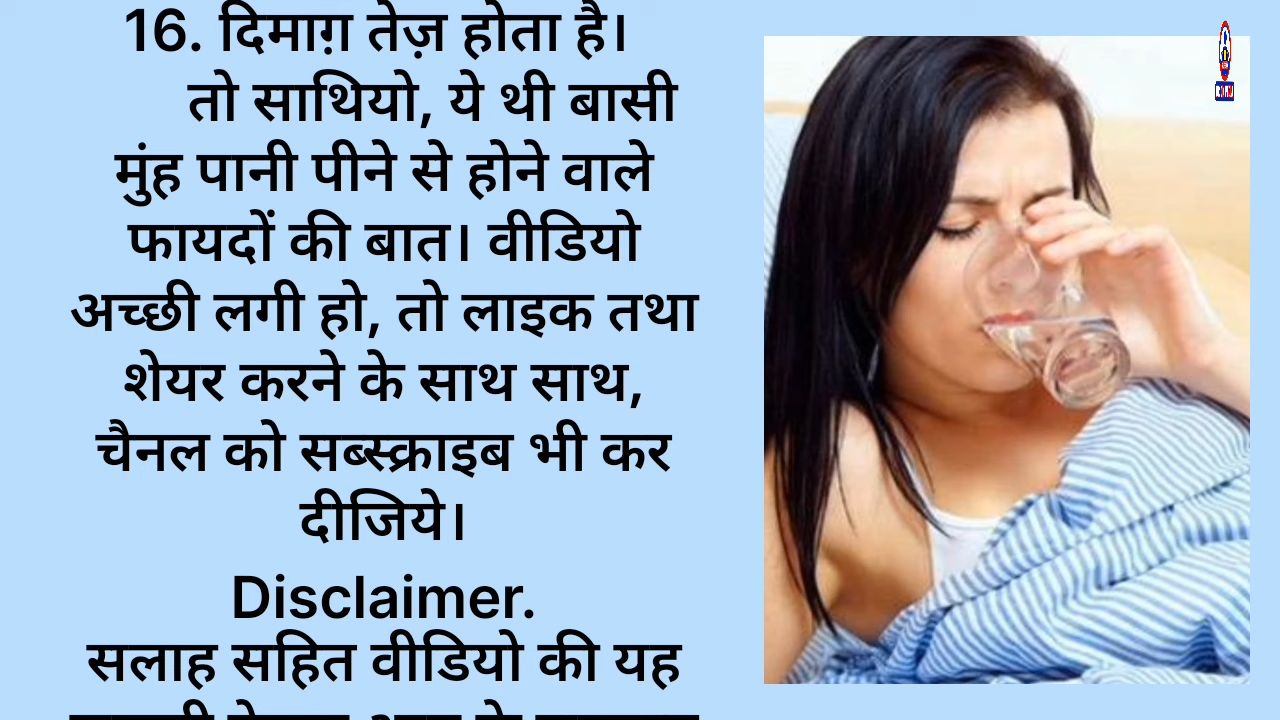 16. दिमाग़ तेज़ होता है।
तो साथियो, ये थी बासी
मुंह पानी पीने से होने वाले
फायदों की बात। वीडियो
अच्छी लगी हो, तो लाइक तथा
शेयर करने के साथ साथ,
चैनल को सब्स्क्राइब भी कर
दीजिये।
Disclaimer.
सलाह सहित वीडियो की यह